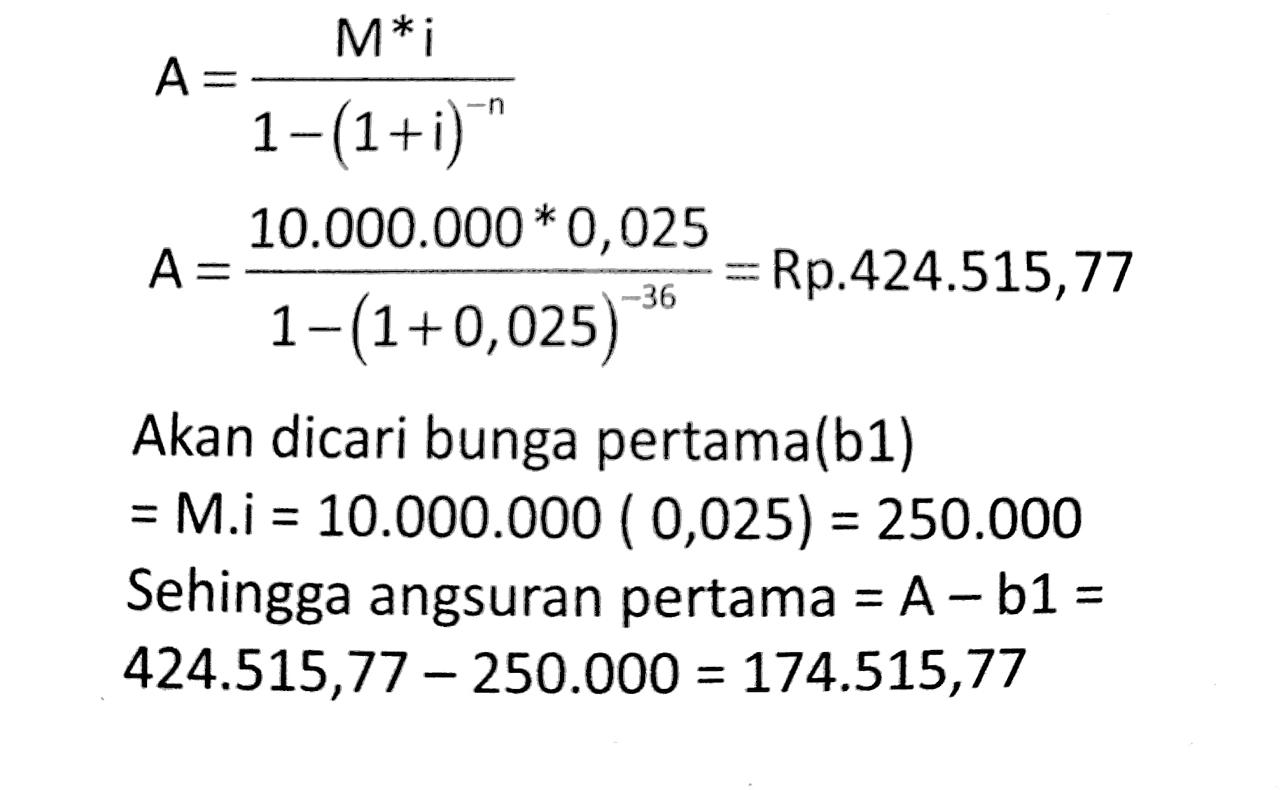 A = M*i / 1−(1+i)^−n
A = 10.000.000*0,025 / 1−(1+0,025)^−36 = Rp.424.515,77
Akan dicari bunga pertama(b1)
= M.i = 10.000.000 ( 0,025) = 250.000
Sehingga angsuran pertama = A – b1 =
424.515,77 – 250.000 = 174.515,77